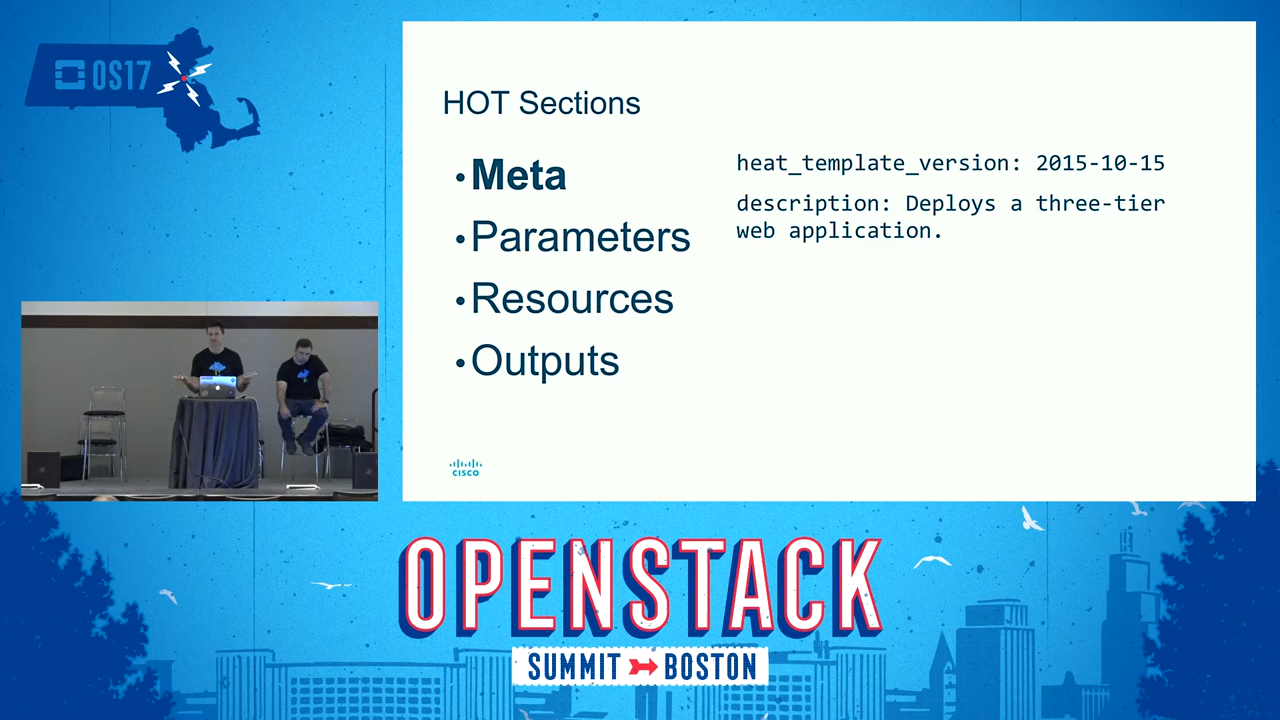 OS17
HOT Sections
•Meta
•Parameters
•Resources
•Outputs
heat_template_version: 2015-10-15
description: Deploys a three-tier
web application.
CISCO
OPENSTACK
SUMMIT BOSTON